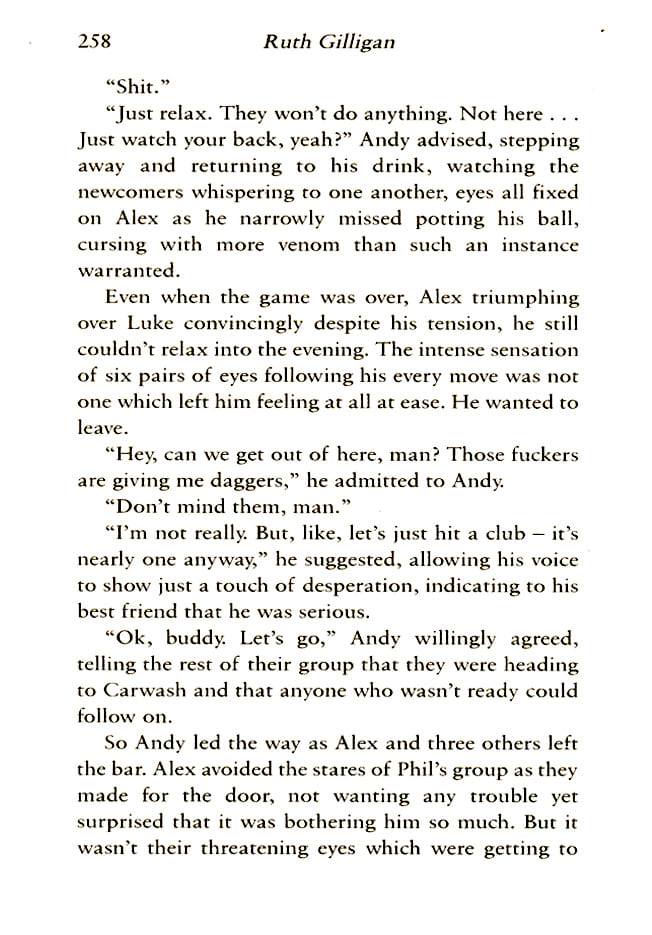 258 Ruth Gilligan
“Shit.”
“Just relax. They won’t do anything. Not here . . .
Just watch your back, yeah?” Andy advised, stepping
away and returning to his drink, watching the
newcomers whispering to one another, eyes all fixed
on Alex as he narrowly missed potting his ball,
cursing with more venom than such an instance
warranted.
Even when the game was over, Alex triumphing
over Luke convincingly despite his tension, he still
couldn’t relax into the evening. The intense sensation
of six pairs of eyes following his every move was not
one which left him feeling at all at ease. He wanted to
leave.
“Hey, can we get out of here, man? Those fuckers
are giving me daggers,” he admitted to Andy.
“Don’t mind them, man.”
“I’m not really. But, like, let’s just hit a club – it’s
nearly one anyway,” he suggested, allowing his voice
to show just a touch of desperation, indicating to his
best friend that he was serious.
“Ok, buddy. Let’s go,” Andy willingly agreed,
telling the rest of their group that they were heading
to Carwash and that anyone who wasn’t ready could
follow on.
So Andy led the way as Alex and three others left
the bar. Alex avoided the stares of Phil’s group as they
made for the door, not wanting any trouble yet
surprised that it was bothering him so much. But it
wasn’t their threatening eyes which were getting to